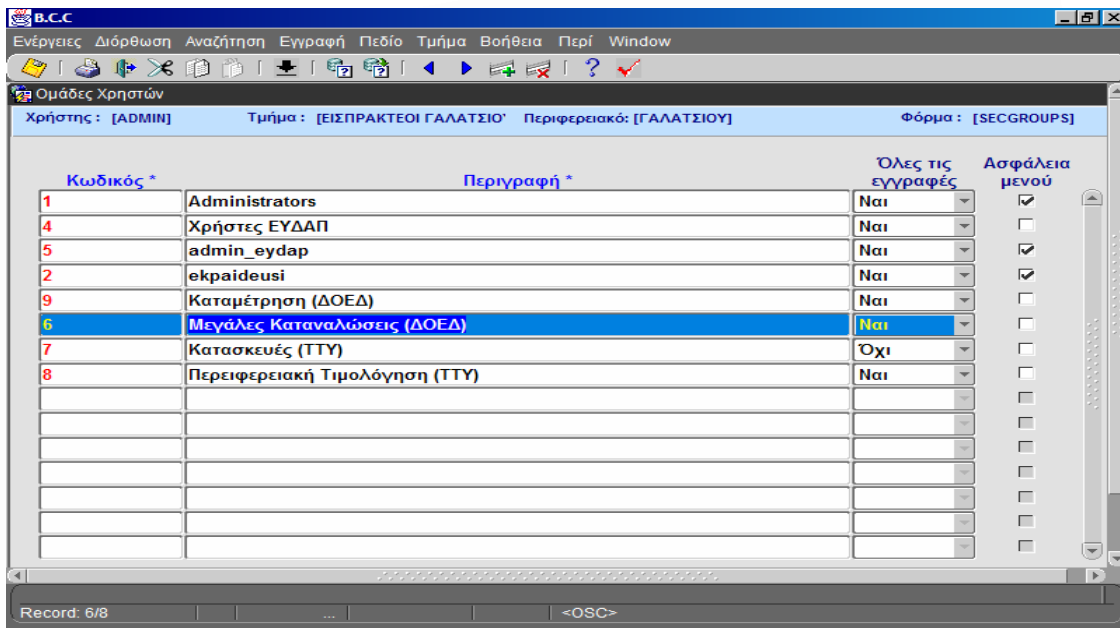 B.C.C
Ενέργειες Διόρθωση Αναζήτηση Εγγραφή Πεδίο Τμήμα Βοήθεια Περί Window
Ομάδες Χρηστών
Χρήστης : [ADMIN] Τμήμα : [ΕΙΣΠΡΑΚΤΕΟΙ ΓΑΛΑΤΣΙΟ' Περιφερειακό: [ΓΑΛΑΤΣΙΟΥ] Φόρμα : [SECGROUPS]
Κωδικός * Περιγραφή * Όλες τις εγγραφές Ασφάλεια μενού
1 Administrators Ναι
4 Χρήστες ΕΥΔΑΠ Ναι
5 admin_eydap Ναι
2 ekpaideusi Ναι
9 Καταμέτρηση (ΔΟΕΔ) Ναι
6 Μεγάλες Καταναλώσεις (ΔΟΕΔ) Ναι
7 Κατασκευές (ΤΤΥ) Όχι
8 Περειφερειακή Τιμολόγηση (ΤΤΥ) Ναι
Record: 6/8 ... <OSC>